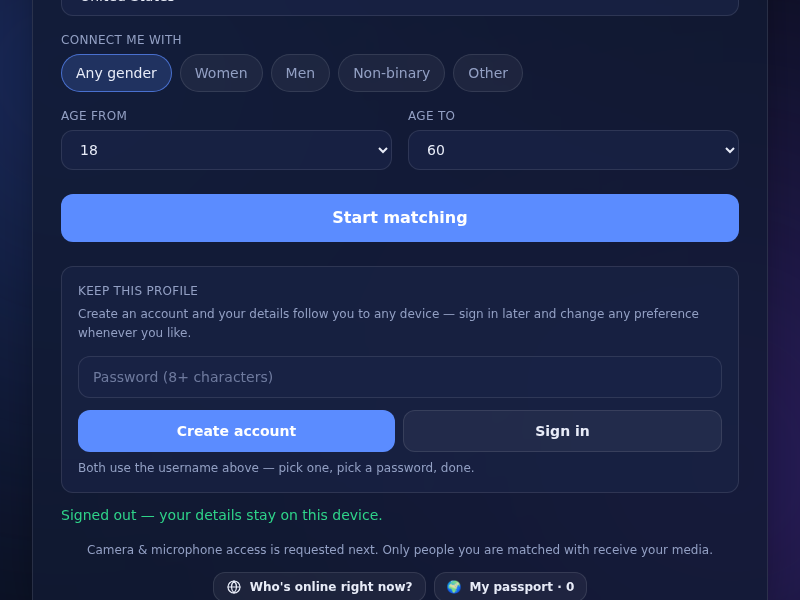 United States
CONNECT ME WITH
Any gender Women Men Non-binary Other
AGE FROM AGE TO
18 60
Start matching
KEEP THIS PROFILE
Create an account and your details follow you to any device — sign in later and change any preference
whenever you like.
Password (8+ characters)
Create account Sign in
Both use the username above — pick one, pick a password, done.
Signed out — your details stay on this device.
Camera & microphone access is requested next. Only people you are matched with receive your media.
Who's online right now? My passport · 0